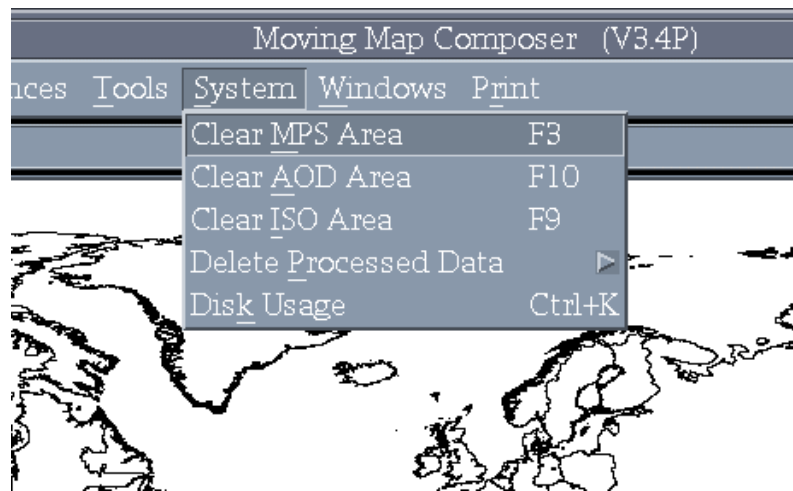 Moving Map Composer (V3.4P)
Tools System Windows Print
Clear MPS Area F3
Clear AOD Area F10
Clear ISO Area F9
Delete Processed Data
Disk Usage Ctrl+K